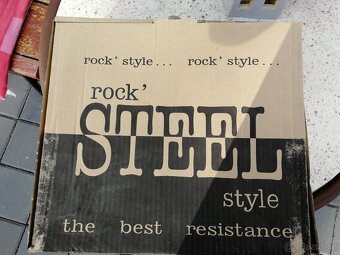 rock' style... rock' style...
rock'
STEEL
style
the best resistance